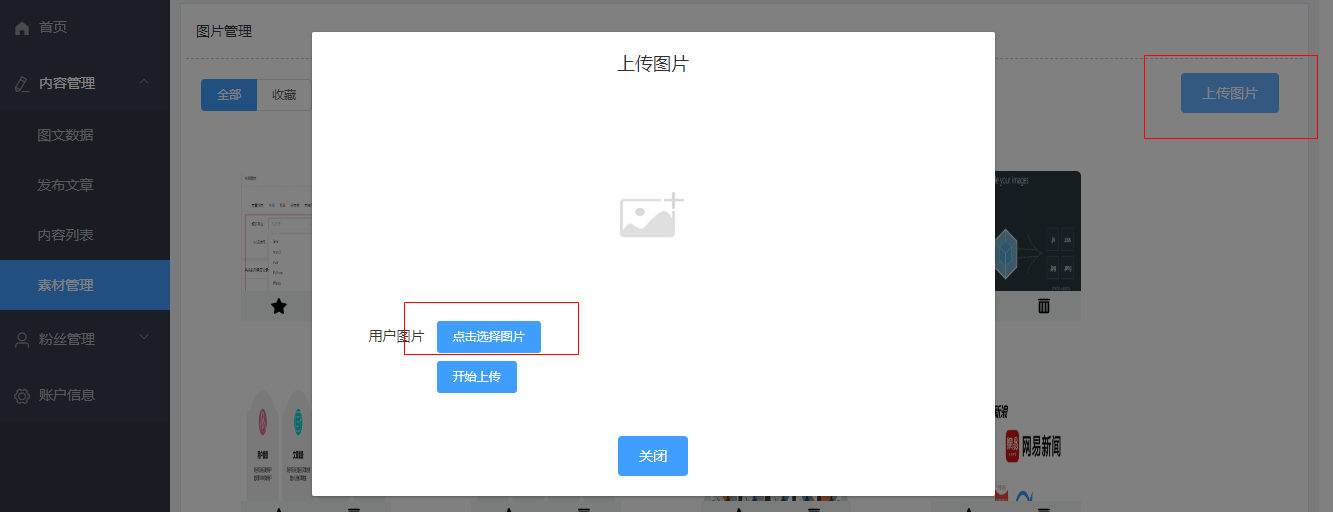 首页
图片管理
上传图片
内容管理
全部
收藏
上传图片
图文数据
发布文章
内容列表
素材管理
用户图片
点击选择图片
粉丝管理
开始上传
账户信息
网易新闻
关闭